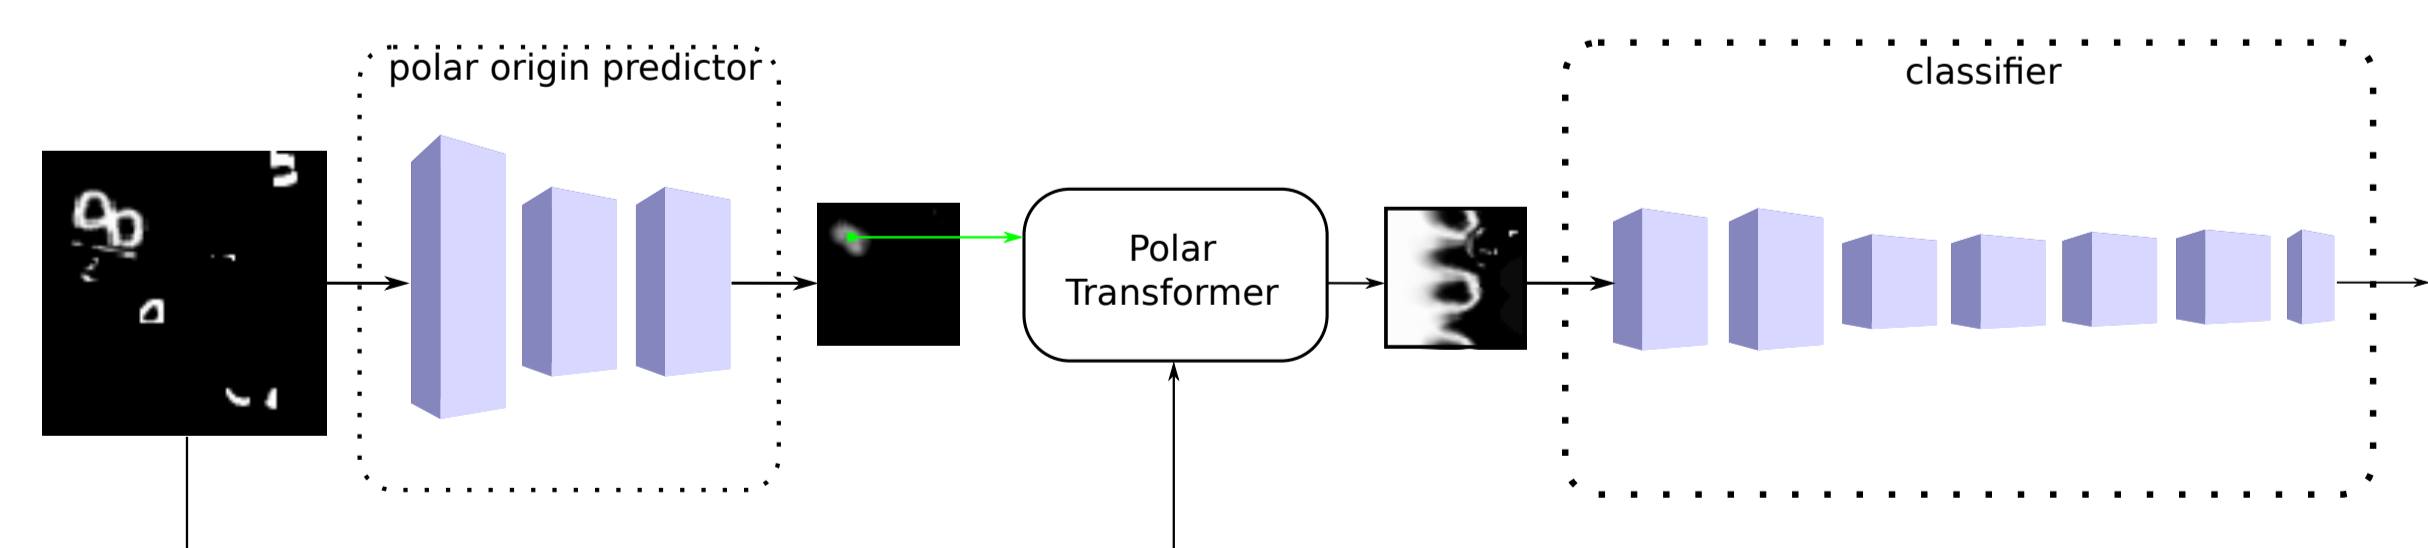 polar origin predictor
Polar
Transformer
classifier